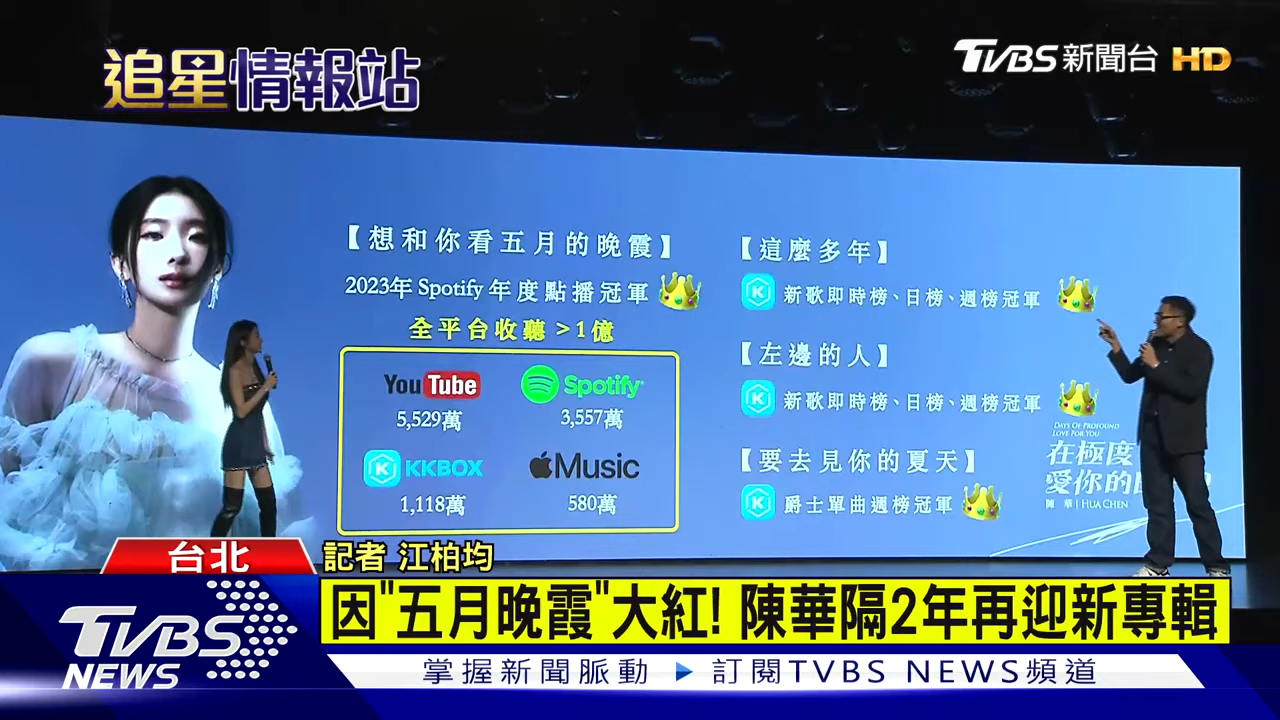 追星情報站
TVBS新聞台 HD
【想和你看五月的晚霞】
2023年 Spotify 年度點播冠軍
全平台收聽 >1億
YouTube
5,529萬
Spotify
3,557萬
KKBOX
1,118萬
Music
580萬
【這麼多年】
新歌即時榜、日榜、週榜冠軍
【左邊的人】
新歌即時榜、日榜、週榜冠軍
【要去見你的夏天】
爵士單曲週榜冠軍
DAYS OF PROFOUND
LOVE FOR YOU
在極度
愛你的
陳 華 | HUA CHEN
台北
記者 江柏均
因"五月晚霞"大紅! 陳華隔2年再迎新專輯
TVBS
NEWS
掌握新聞脈動 ▶ 訂閱TVBS NEWS頻道